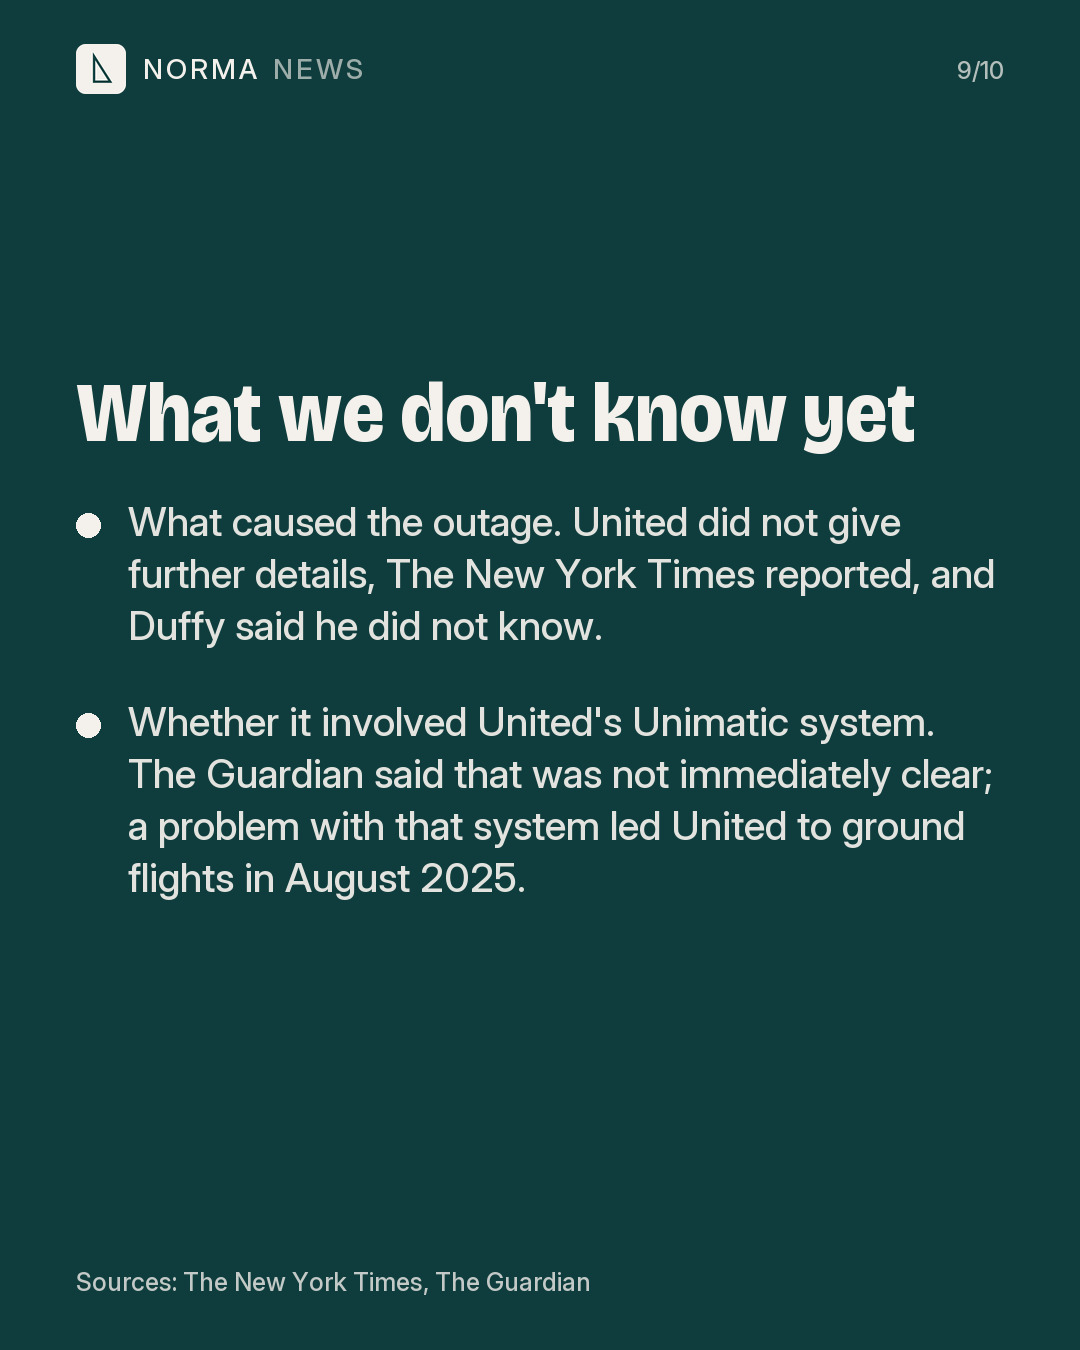 NORMA NEWS
9/10
What we don't know yet
What caused the outage. United did not give
further details, The New York Times reported, and
Duffy said he did not know.
Whether it involved United's Unimatic system.
The Guardian said that was not immediately clear;
a problem with that system led United to ground
flights in August 2025.
Sources: The New York Times, The Guardian